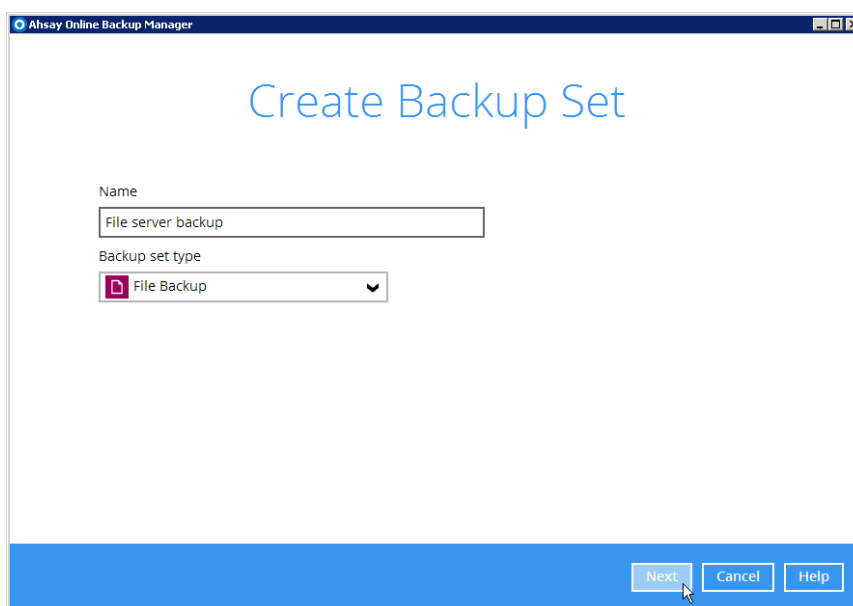 Ahsay Online Backup Manager
Create Backup Set
Name
File server backup
Backup set type
File Backup
Next Cancel Help